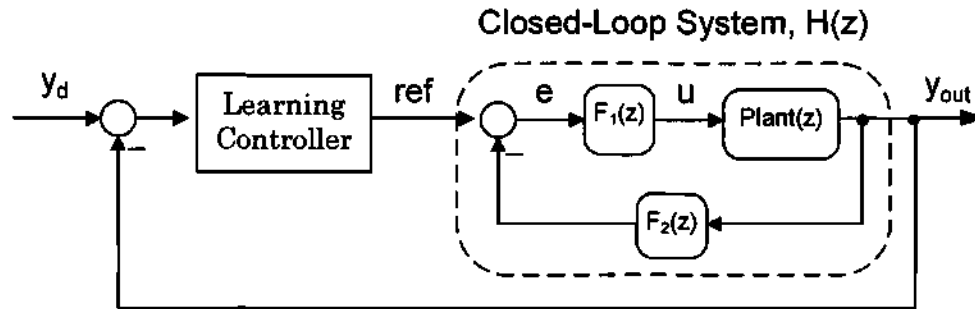 Closed-Loop System, H(z)
y_d
Learning
Controller
ref
e
F₁(z)
u
Plant(z)
y_out
F₂(z)